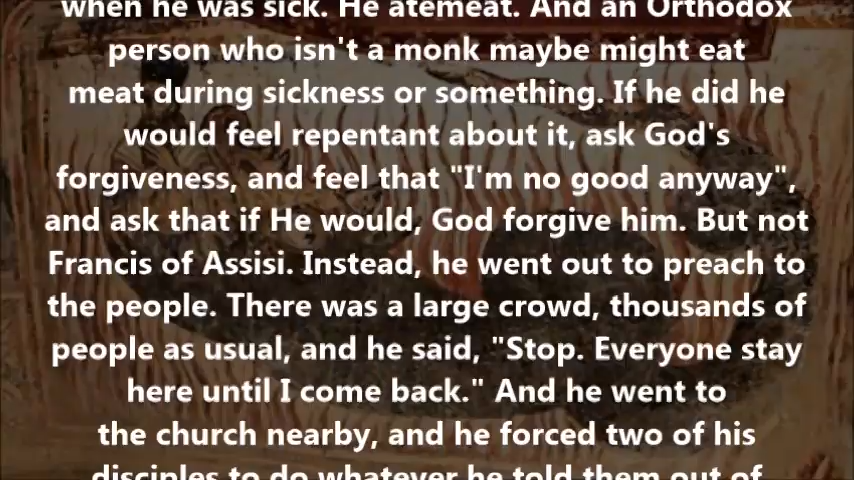 when he was sick. He atemeat. And an Orthodox
person who isn't a monk maybe might eat
meat during sickness or something. If he did he
would feel repentant about it, ask God's
forgiveness, and feel that "I'm no good anyway",
and ask that if He would, God forgive him. But not
Francis of Assisi. Instead, he went out to preach to
the people. There was a large crowd, thousands of
people as usual, and he said, "Stop. Everyone stay
here until I come back." And he went to
the church nearby, and he forced two of his
disciples to do whatever he told them out of